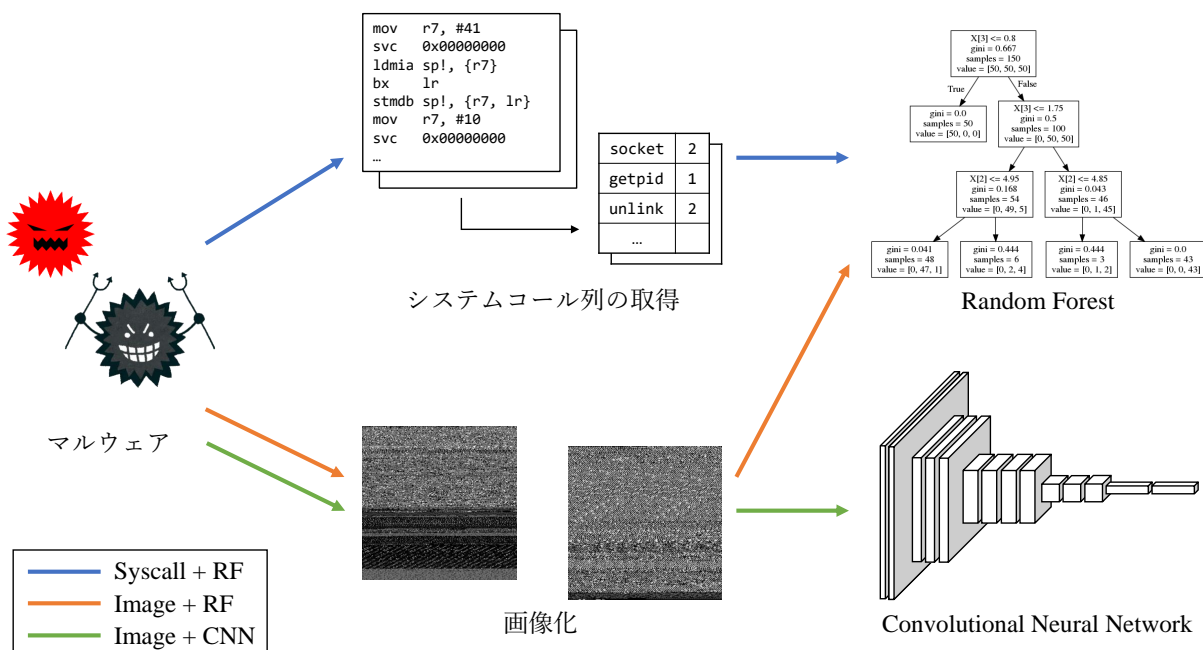 mov r7, #41
svc 0x00000000
ldmia sp!, {r7}
bx lr
stmdb sp!, {r7, lr}
mov r7, #10
svc 0x00000000
…
socket 2
getpid 1
unlink 2
…
システムコール列の取得
X[3] <= 0.8
gini = 0.667
samples = 150
value = [50, 50, 50]
True
False
gini = 0.0
samples = 50
value = [50, 0, 0]
X[3] <= 1.75
gini = 0.5
samples = 100
value = [0, 50, 50]
X[2] <= 4.95
gini = 0.168
samples = 54
value = [0, 49, 5]
X[2] <= 4.85
gini = 0.043
samples = 46
value = [0, 1, 45]
gini = 0.041
samples = 48
value = [0, 47, 1]
gini = 0.444
samples = 6
value = [0, 2, 4]
gini = 0.444
samples = 3
value = [0, 1, 2]
gini = 0.0
samples = 43
value = [0, 0, 43]
Random Forest
マルウェア
画像化
Convolutional Neural Network
Syscall + RF
Image + RF
Image + CNN